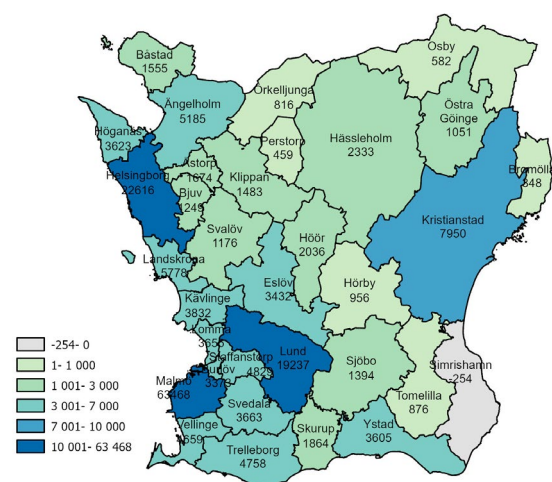 Båstad
1555
Osby
582
Ängelholm
5185
Örkelljunga
816
Östra
Göinge
1051
Höganäs
3623
Perstorp
459
Hässleholm
2333
Åstorp
1674
Helsingborg
22616
Klippan
1483
Bromölla
Bjuv
1249
Kristianstad
7950
Svalöv
1176
Höör
2036
Landskrona
5778
Eslöv
3432
Hörby
956
Kävlinge
3832
Lomma
Staffanstorp
4829
Lund
19237
Burlöv
3373
Sjöbo
1394
Simrishamn
-254
Malmö
63468
Svedala
3663
Tomelilla
876
Vellinge
Skurup
1864
Ystad
3605
Trelleborg
4758
-254- 0
1- 1 000
1 001- 3 000
3 001- 7 000
7 001- 10 000
10 001- 63 468